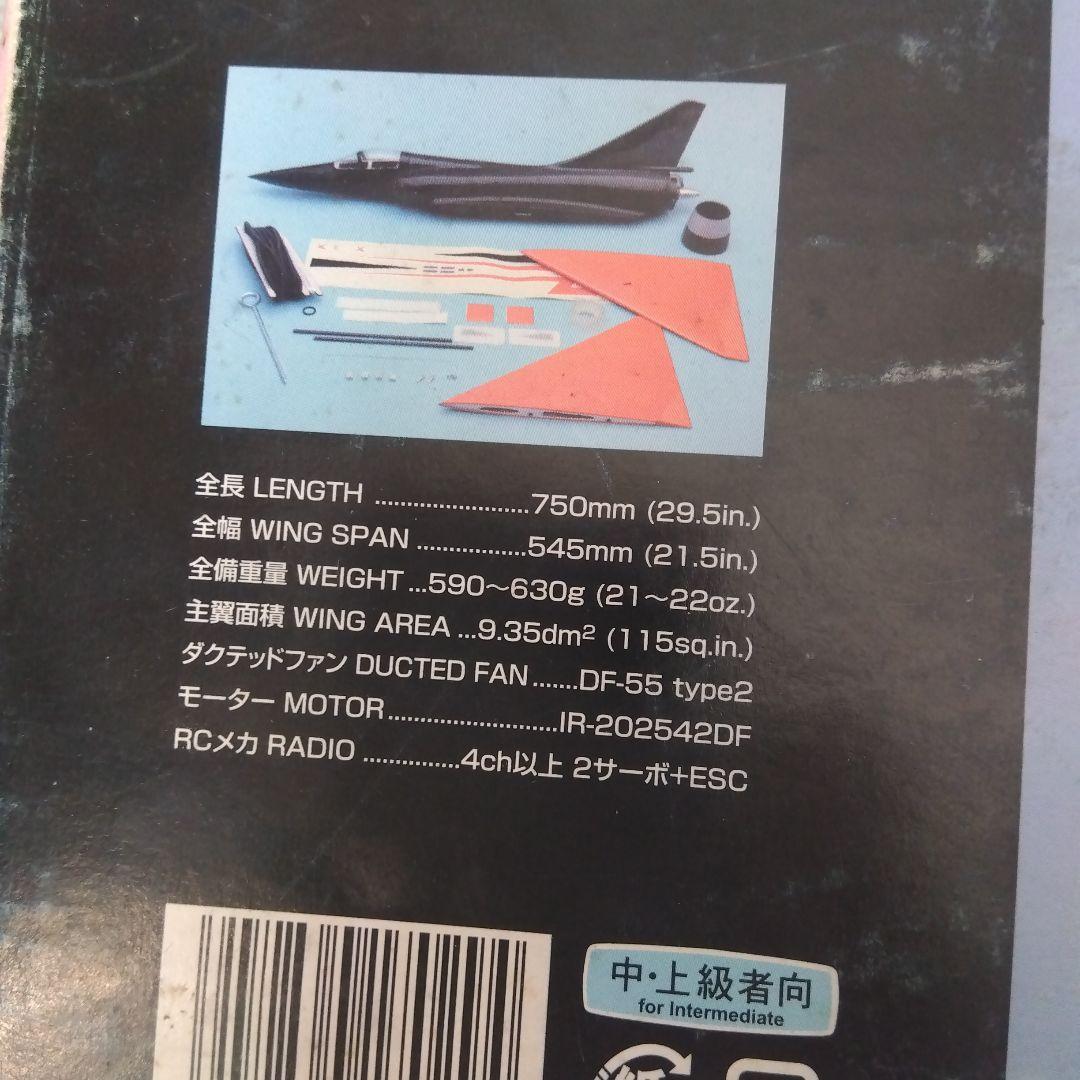 全長 LENGTH ........................750mm (29.5in.)
全幅 WING SPAN .................545mm (21.5in.)
全備重量 WEIGHT ...590〜630g (21〜22oz.)
主翼面積 WING AREA ...9.35dm² (115sq.in.)
ダクテッドファン DUCTED FAN.......DF-55 type2
モーター MOTOR...........................IR-202542DF
RCメカ RADIO ...............4ch以上 2サーボ+ESC
中・上級者向
for Intermediate